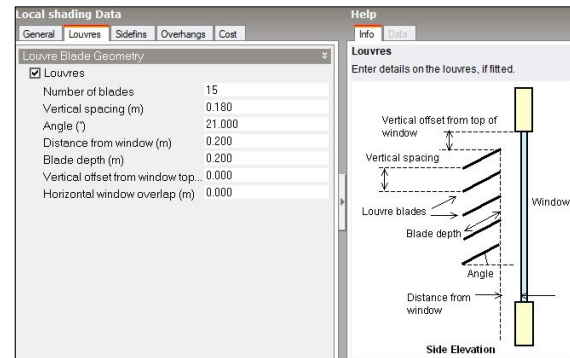 Local shading Data
General Louvres Sidefins Overhangs Cost
Louvre Blade Geometry
Louvres
Number of blades 15
Vertical spacing (m) 0.180
Angle (°) 21.000
Distance from window (m) 0.200
Blade depth (m) 0.200
Vertical offset from window top... 0.000
Horizontal window overlap (m) 0.000
Help
Info Data
Louvres
Enter details on the louvres, if fitted.
Vertical offset from top of
window
Vertical spacing
Window
Louvre blades
Blade depth
Angle
Distance from
window
Side Elevation